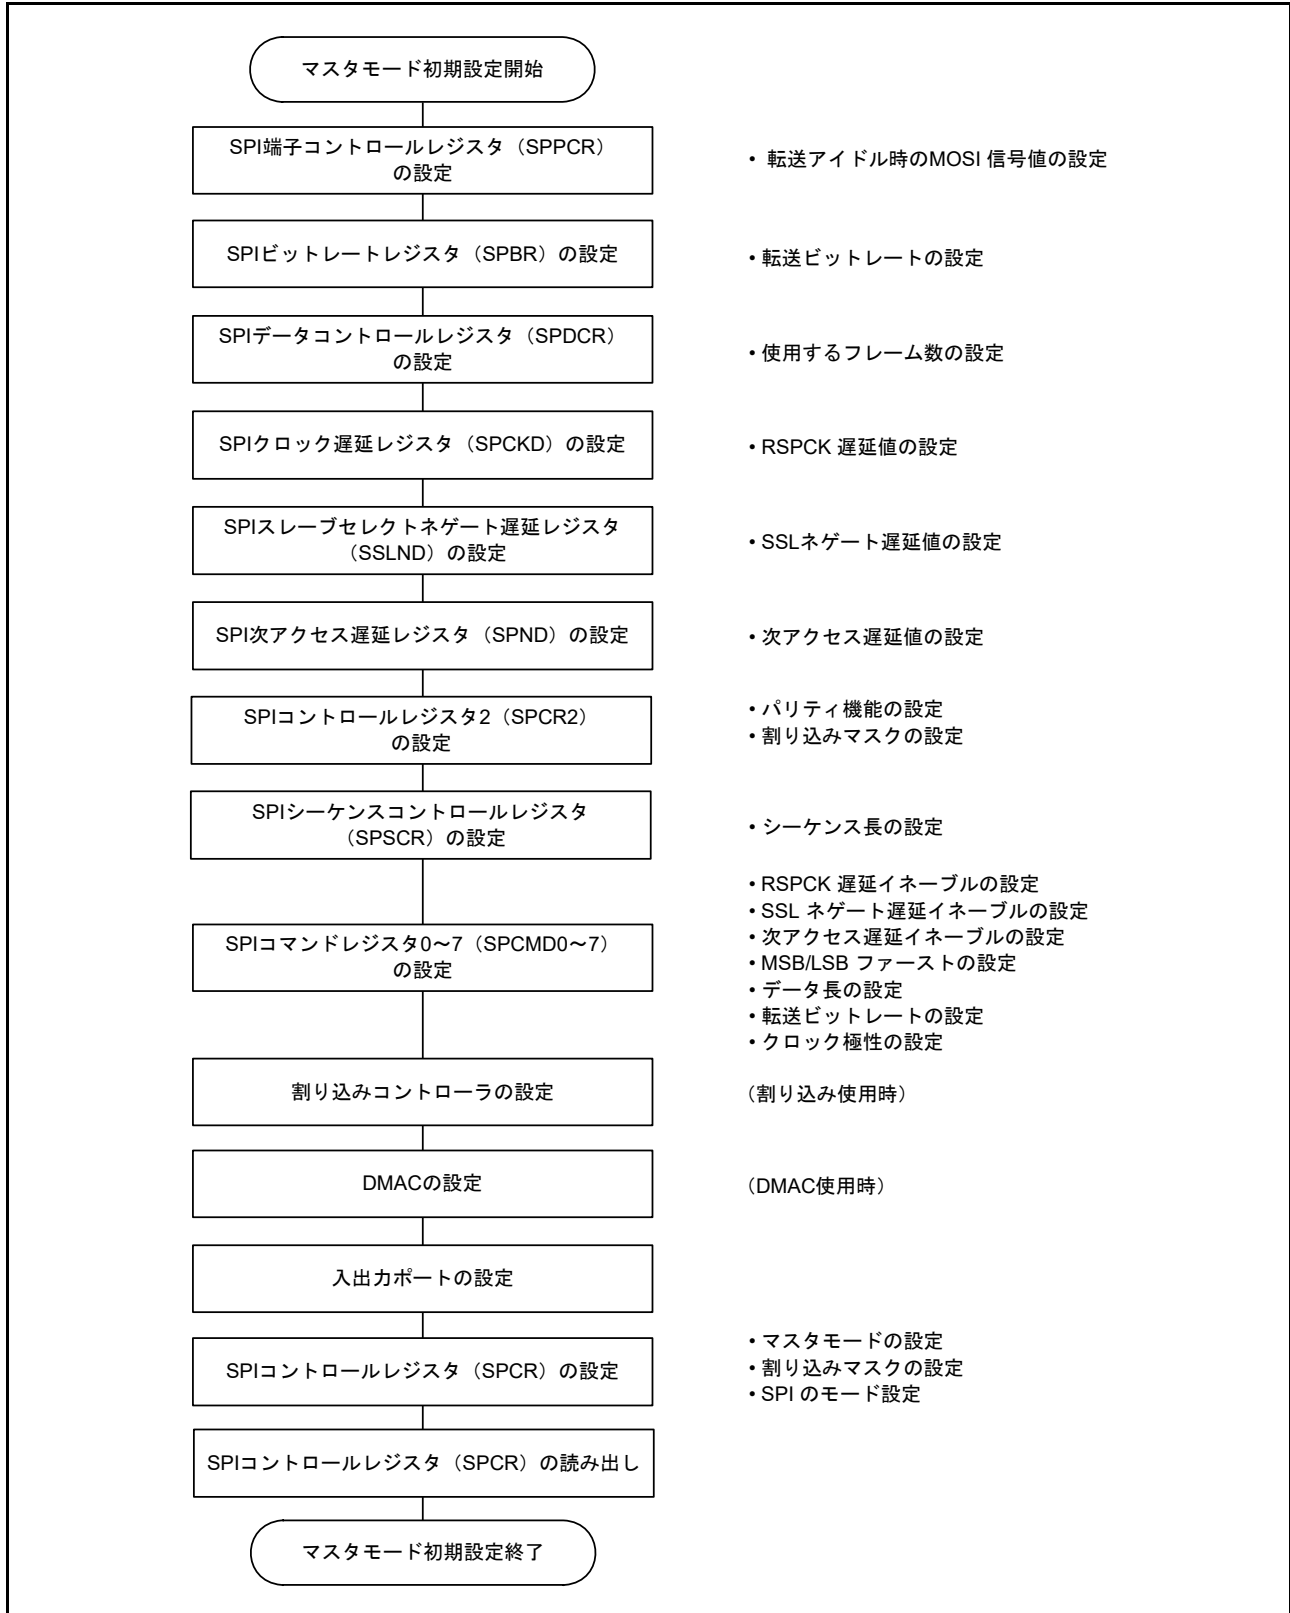 マスタモード初期設定開始
SPI端子コントロールレジスタ（SPPCR）
の設定
• 転送アイドル時のMOSI 信号値の設定
SPIビットレートレジスタ（SPBR）の設定
• 転送ビットレートの設定
SPIデータコントロールレジスタ（SPDCR）
の設定
• 使用するフレーム数の設定
SPIクロック遅延レジスタ（SPCKD）の設定
• RSPCK 遅延値の設定
SPIスレーブセレクトネゲート遅延レジスタ
（SSLND）の設定
• SSLネゲート遅延値の設定
SPI次アクセス遅延レジスタ（SPND）の設定
• 次アクセス遅延値の設定
SPIコントロールレジスタ2（SPCR2）
の設定
• パリティ機能の設定
• 割り込みマスクの設定
SPIシーケンスコントロールレジスタ
（SPSCR）の設定
• シーケンス長の設定
SPIコマンドレジスタ0～7（SPCMD0～7）
の設定
• RSPCK 遅延イネーブルの設定
• SSL ネゲート遅延イネーブルの設定
• 次アクセス遅延イネーブルの設定
• MSB/LSB ファーストの設定
• データ長の設定
• 転送ビットレートの設定
• クロック極性の設定
割り込みコントローラの設定
（割り込み使用時）
DMACの設定
（DMAC使用時）
入出力ポートの設定
SPIコントロールレジスタ（SPCR）の設定
• マスタモードの設定
• 割り込みマスクの設定
• SPI のモード設定
SPIコントロールレジスタ（SPCR）の読み出し
マスタモード初期設定終了